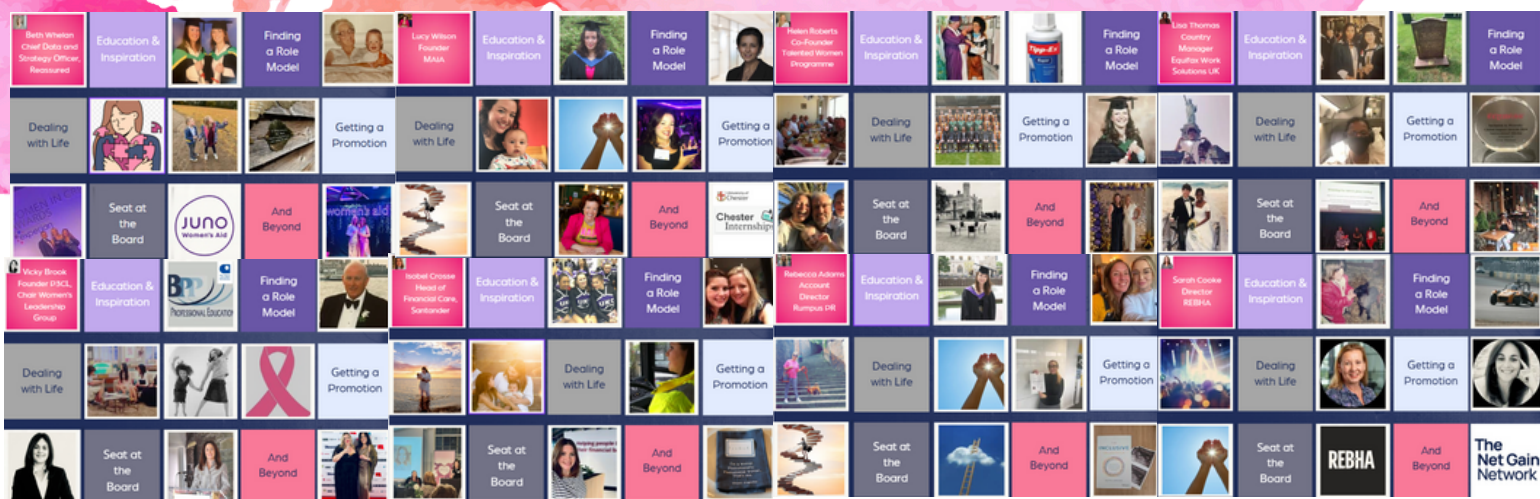 Beth Whelan
Chief Data and
Strategy Officer,
Reassured
Education &
Inspiration
Finding
a Role
Model
Dealing
with Life
Getting a
Promotion
Seat at
the
Board
JUNO
Women's Aid
And
Beyond
women's aid
Lucy Wilson
Founder
MAIA
Education &
Inspiration
Finding
a Role
Model
Dealing
with Life
Getting a
Promotion
Seat at
the
Board
And
Beyond
Chester
Chester
Internship
Helen Roberts
Co-Founder
Talented Women
Programme
Education &
Inspiration
Tipp-Ex
Finding
a Role
Model
Dealing
with Life
Getting a
Promotion
Seat at
the
Board
And
Beyond
Lisa Thomas
Country
Manager
Equifax Work
Solutions UK
Education &
Inspiration
Finding
a Role
Model
Dealing
with Life
Getting a
Promotion
Seat at
the
Board
And
Beyond
Vicky Brook
Founder P3CL,
Chair Women's
Leadership
Group
Education &
Inspiration
BPP
PROFESSIONAL EDUCATION
Finding
a Role
Model
Dealing
with Life
Getting a
Promotion
Seat at
the
Board
And
Beyond
Isobel Crosse
Head of
Financial Care,
Santander
Education &
Inspiration
Finding
a Role
Model
Dealing
with Life
Getting a
Promotion
Seat at
the
Board
And
Beyond
Rebecca Adams
Account
Director
Rumpus PR
Education &
Inspiration
Finding
a Role
Model
Dealing
with Life
Getting a
Promotion
Seat at
the
Board
And
Beyond
INCLUSIVE
Sarah Cooke
Director
REBHA
Education &
Inspiration
Finding
a Role
Model
Dealing
with Life
Getting a
Promotion
Seat at
the
Board
REBHA
And
Beyond
The
Net Gain
Network